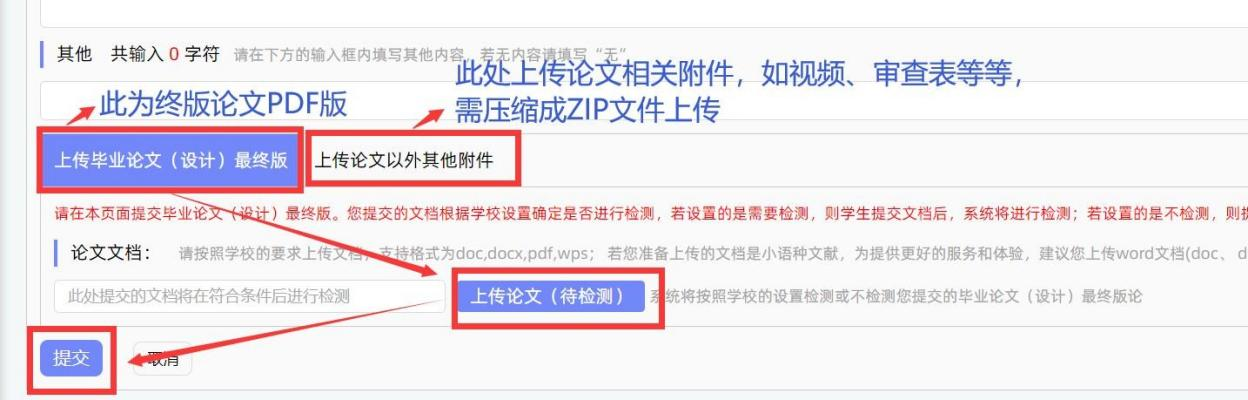 其他 共输入 0 字符 请在下方的输入框内填写其他内容，若无内容请填写“无”
此处上传论文相关附件，如视频、审查表等等，
此为终版论文PDF版
需压缩成ZIP文件上传
上传毕业论文（设计）最终版 上传论文以外其他附件
请在本页面提交毕业论文（设计）最终版。您提交的文档根据学校设置确定是否进行检测，若设置的是需要检测，则学生提交文档后，系统将进行检测；若设置的是不检测，则
论文文档： 请按照学校的要求上传文档，支持格式为doc,docx,pdf,wps； 若您准备上传的文档是小语种文献，为提供更好的服务和体验，建议您上传word文档(doc、
此处提交的文档将在符合条件后进行检测 上传论文（待检测） 系统将按照学校的设置检测或不检测您提交的毕业论文（设计）最终版论
提交 取消